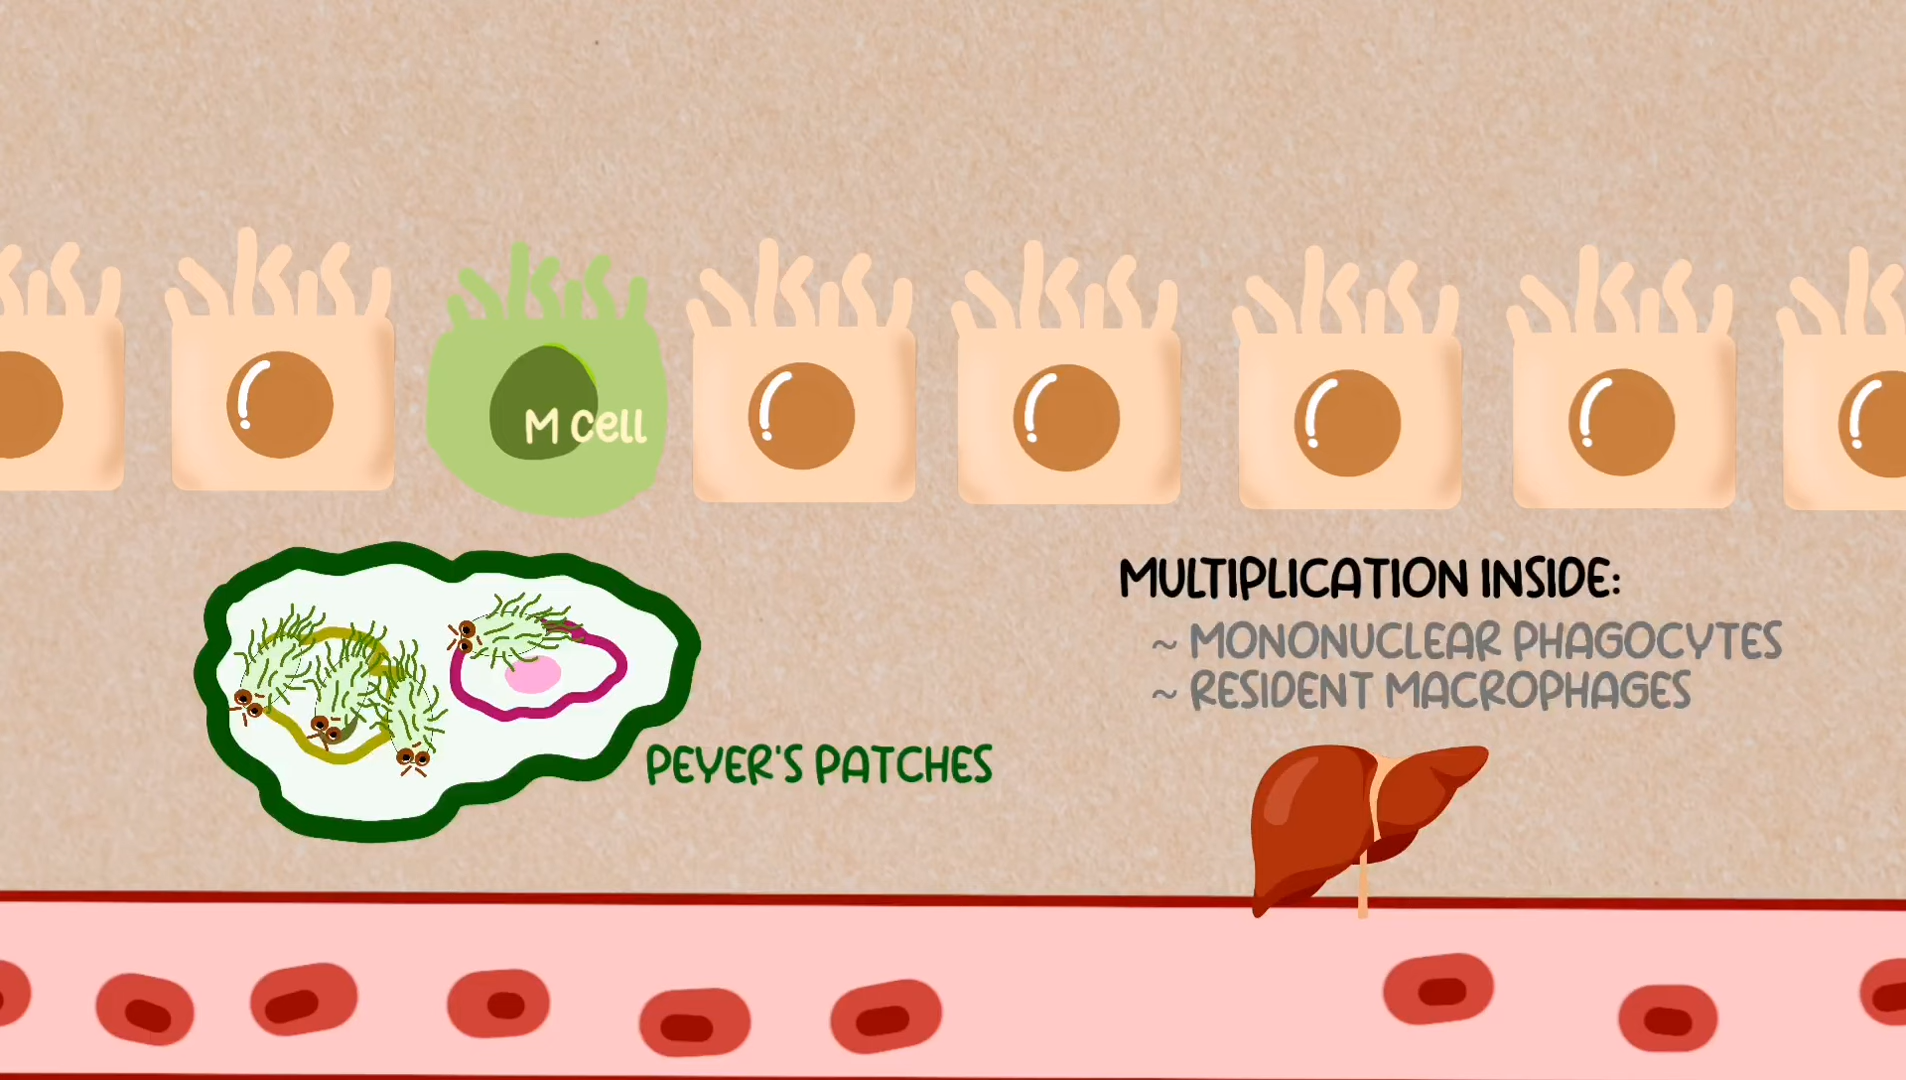 M Cell
MULTIPLICATION INSIDE:
~ MONONUCLEAR PHAGOCYTES
~ RESIDENT MACROPHAGES
PEYER'S PATCHES